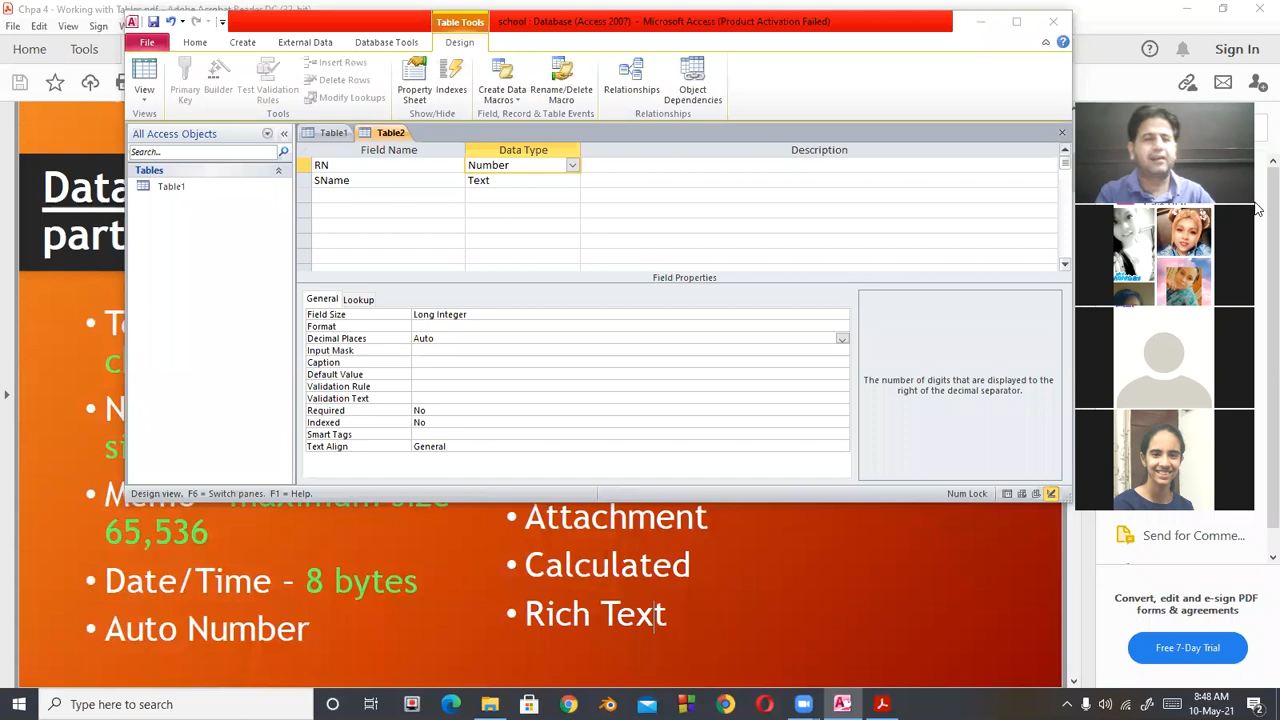 Chpa 4 - Working with Tables.pdf - Adobe Acrobat Reader DC (32-bit)
File Edit View Sign Window Help
Home Tools
Sign In
Table Tools
school : Database (Access 2007) - Microsoft Access (Product Activation Failed)
File Home Create External Data Database Tools Design
View
Primary Key
Builder
Test Validation Rules
Insert Rows
Delete Rows
Modify Lookups
Property Sheet
Indexes
Create Data Macros
Rename/Delete Macro
Relationships
Object Dependencies
Views Tools Show/Hide Field, Record & Table Events Relationships
All Access Objects
Search...
Tables
Table1
Table1 Table2
Field Name Data Type Description
RN Number
SName Text
Field Properties
General Lookup
Field Size Long Integer
Format
Decimal Places Auto
Input Mask
Caption
Default Value
Validation Rule
Validation Text
Required No
Indexed No
Smart Tags
Text Align General
The number of digits that are displayed to the right of the decimal separator.
Design view. F6 = Switch panes. F1 = Help.
Num Lock
Data
part
65,536
• Date/Time - 8 bytes
• Auto Number
• Attachment
• Calculated
• Rich Text
Send for Comme...
Convert, edit and e-sign PDF
forms & agreements
Free 7-Day Trial
Type here to search
8:48 AM
10-May-21